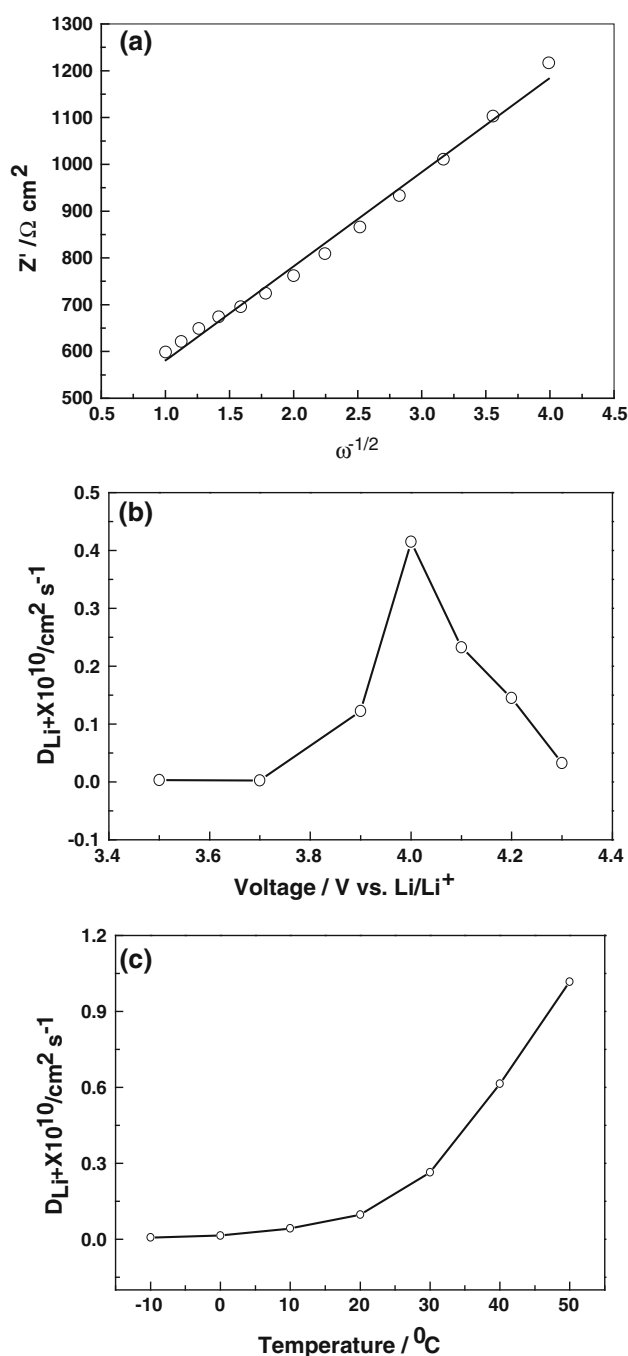 (a)
1300
1200
1100
1000
900
800
700
600
500
Z' /Ω cm²
0.5 1.0 1.5 2.0 2.5 3.0 3.5 4.0 4.5
ω⁻¹/²
(b)
0.5
0.4
0.3
0.2
0.1
0.0
-0.1
D_Li+X10¹⁰/cm² s⁻¹
3.4 3.6 3.8 4.0 4.2 4.4
Voltage / V vs. Li/Li⁺
(c)
1.2
0.9
0.6
0.3
0.0
D_Li+X10¹⁰/cm² s⁻¹
-10 0 10 20 30 40 50
Temperature / ⁰C